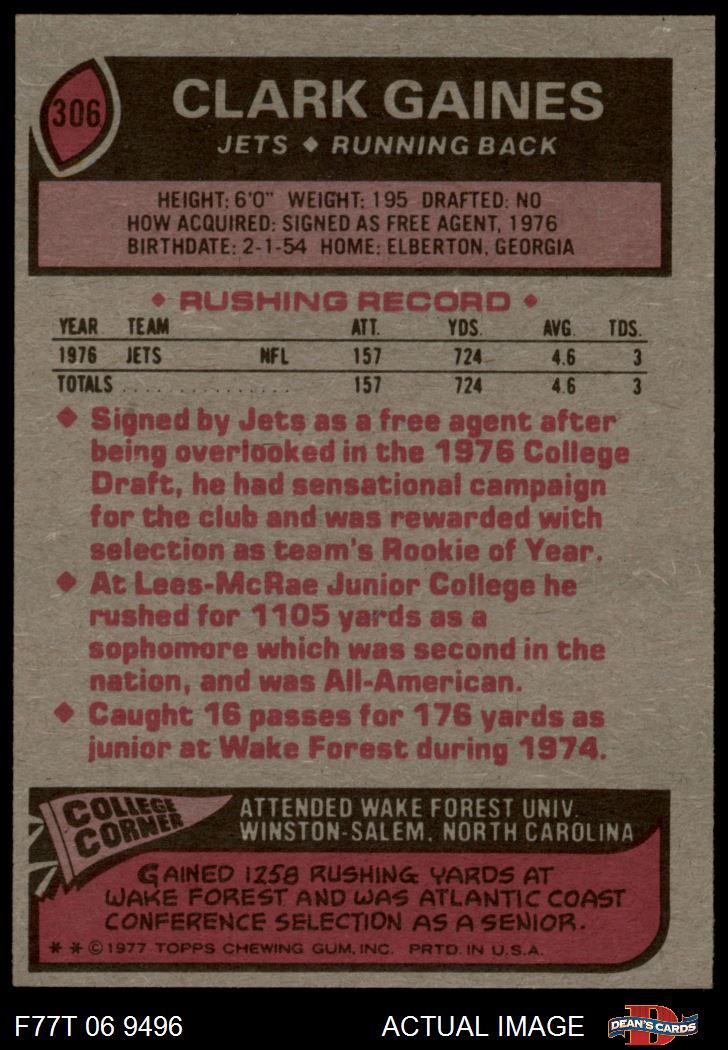 306
CLARK GAINES
JETS ◆ RUNNING BACK
HEIGHT: 6'0" WEIGHT: 195 DRAFTED: NO
HOW ACQUIRED: SIGNED AS FREE AGENT, 1976
BIRTHDATE: 2-1-54 HOME: ELBERTON, GEORGIA
◆ RUSHING RECORD ◆
YEAR TEAM ATT. YDS. AVG. TDS.
1976 JETS NFL 157 724 4.6 3
TOTALS . . . . . . . . . . . . . . . 157 724 4.6 3
◆ Signed by Jets as a free agent after
being overlooked in the 1976 College
Draft, he had sensational campaign
for the club and was rewarded with
selection as team's Rookie of Year.
◆ At Lees-McRae Junior College he
rushed for 1105 yards as a
sophomore which was second in the
nation, and was All-American.
◆ Caught 16 passes for 176 yards as
junior at Wake Forest during 1974.
COLLEGE
CORNER
ATTENDED WAKE FOREST UNIV.
WINSTON-SALEM, NORTH CAROLINA
GAINED 1258 RUSHING YARDS AT
WAKE FOREST AND WAS ATLANTIC COAST
CONFERENCE SELECTION AS A SENIOR.
* * © 1977 TOPPS CHEWING GUM, INC. PRTD. IN U.S.A.
F77T 06 9496 ACTUAL IMAGE
D
DEAN'S CARDS